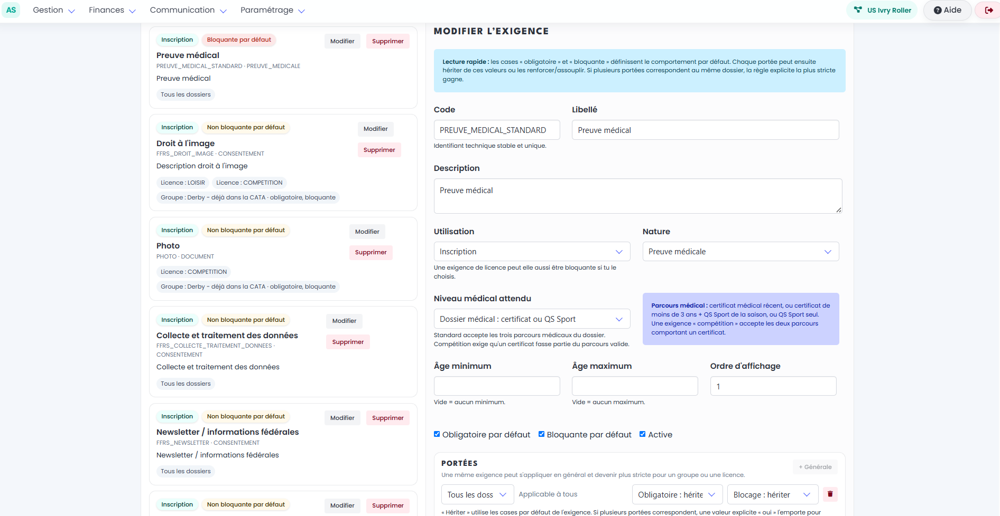 AS
Gestion
Finances
Communication
Paramétrage
US Ivry Roller
Aide
Inscription
Bloquante par défaut
Modifier
Supprimer
Preuve médical
PREUVE_MEDICAL_STANDARD · PREUVE_MEDICALE
Preuve médical
Tous les dossiers
Inscription
Non bloquante par défaut
Modifier
Supprimer
Droit à l'image
FFRS_DROIT_IMAGE · CONSENTEMENT
Description droit à l'image
Licence : LOISIR
Licence : COMPETITION
Groupe : Derby - déjà dans la CATA · obligatoire, bloquante
Inscription
Non bloquante par défaut
Modifier
Supprimer
Photo
PHOTO · DOCUMENT
Licence : COMPETITION
Groupe : Derby - déjà dans la CATA · obligatoire, bloquante
Inscription
Non bloquante par défaut
Modifier
Supprimer
Collecte et traitement des données
FFRS_COLLECTE_TRAITEMENT_DONNEES ·
CONSENTEMENT
Collecte et traitement des données
Tous les dossiers
Inscription
Non bloquante par défaut
Modifier
Supprimer
Newsletter / informations fédérales
FFRS_NEWSLETTER · CONSENTEMENT
Newsletter / informations fédérales
Tous les dossiers
Inscription
Non bloquante par défaut
Modifier
Supprimer
MODIFIER L'EXIGENCE
Lecture rapide : les cases « obligatoire » et « bloquante » définissent le comportement par défaut. Chaque portée peut ensuite
hériter de ces valeurs ou les renforcer/assouplir. Si plusieurs portées correspondent au même dossier, la règle explicite la plus stricte
gagne.
Code
Libellé
PREUVE_MEDICAL_STANDARD
Preuve médical
Identifiant technique stable et unique.
Description
Preuve médical
Utilisation
Nature
Inscription
Preuve médicale
Une exigence de licence peut elle aussi être bloquante si tu le
choisis.
Niveau médical attendu
Dossier médical : certificat ou QS Sport
Standard accepte les trois parcours médicaux du dossier.
Compétition exige qu'un certificat fasse partie du parcours valide.
Parcours médical : certificat médical récent, ou certificat de
moins de 3 ans + QS Sport de la saison, ou QS Sport seul.
Une exigence « compétition » accepte les deux parcours
comportant un certificat.
Âge minimum
Âge maximum
Ordre d'affichage
1
Vide = aucun minimum.
Vide = aucun maximum.
Obligatoire par défaut
Bloquante par défaut
Active
PORTÉES
+ Générale
Une même exigence peut s'appliquer en général et devenir plus stricte pour un groupe ou une licence.
Tous les doss
Applicable à tous
Obligatoire : hérite
Blocage : hériter
« Hériter » utilise les cases par défaut de l'exigence. Si plusieurs portées correspondent, une valeur explicite « oui » l'emporte pour